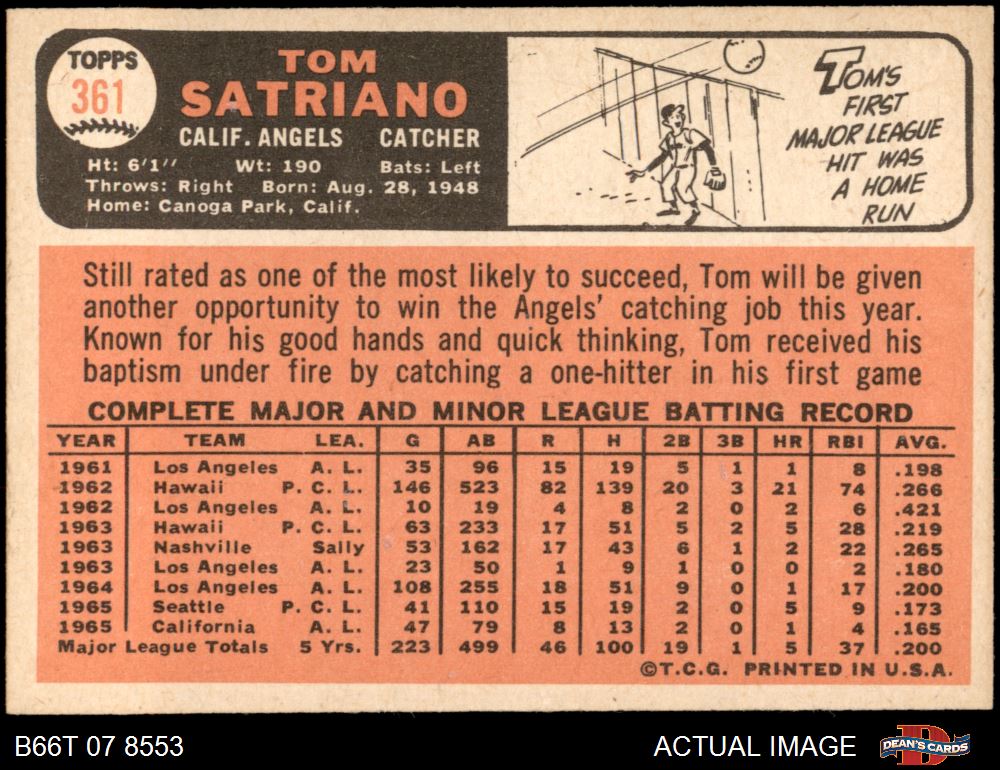 TOPPS
361
TOM
SATRIANO
CALIF. ANGELS CATCHER
Ht: 6'1" Wt: 190 Bats: Left
Throws: Right Born: Aug. 28, 1948
Home: Canoga Park, Calif.
TOM'S
FIRST
MAJOR LEAGUE
HIT WAS
A HOME
RUN
Still rated as one of the most likely to succeed, Tom will be given
another opportunity to win the Angels' catching job this year.
Known for his good hands and quick thinking, Tom received his
baptism under fire by catching a one-hitter in his first game
COMPLETE MAJOR AND MINOR LEAGUE BATTING RECORD
YEAR TEAM LEA. G AB R H 2B 3B HR RBI AVG.
1961 Los Angeles A. L. 35 96 15 19 5 1 1 8 .198
1962 Hawaii P. C. L. 146 523 82 139 20 3 21 74 .266
1962 Los Angeles A. L. 10 19 4 8 2 0 2 6 .421
1963 Hawaii P. C. L. 63 233 17 51 5 2 5 28 .219
1963 Nashville Sally 53 162 17 43 6 1 2 22 .265
1963 Los Angeles A. L. 23 50 1 9 1 0 0 2 .180
1964 Los Angeles A. L. 108 255 18 51 9 0 1 17 .200
1965 Seattle P. C. L. 41 110 15 19 2 0 5 9 .173
1965 California A. L. 47 79 8 13 2 0 1 4 .165
Major League Totals 5 Yrs. 223 499 46 100 19 1 5 37 .200
©T.C.G. PRINTED IN U.S.A.
B66T 07 8553
ACTUAL IMAGE
D
DEAN'S CARDS